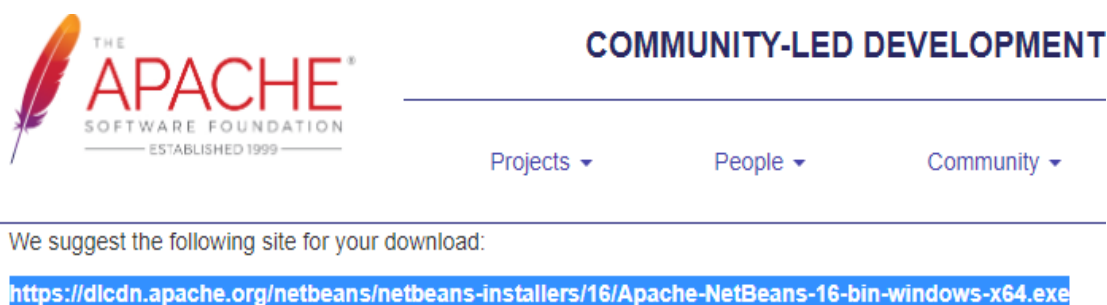 THE
APACHE®
SOFTWARE FOUNDATION
ESTABLISHED 1999
COMMUNITY-LED DEVELOPMENT
Projects People Community
We suggest the following site for your download:
https://dlcdn.apache.org/netbeans/netbeans-installers/16/Apache-NetBeans-16-bin-windows-x64.exe